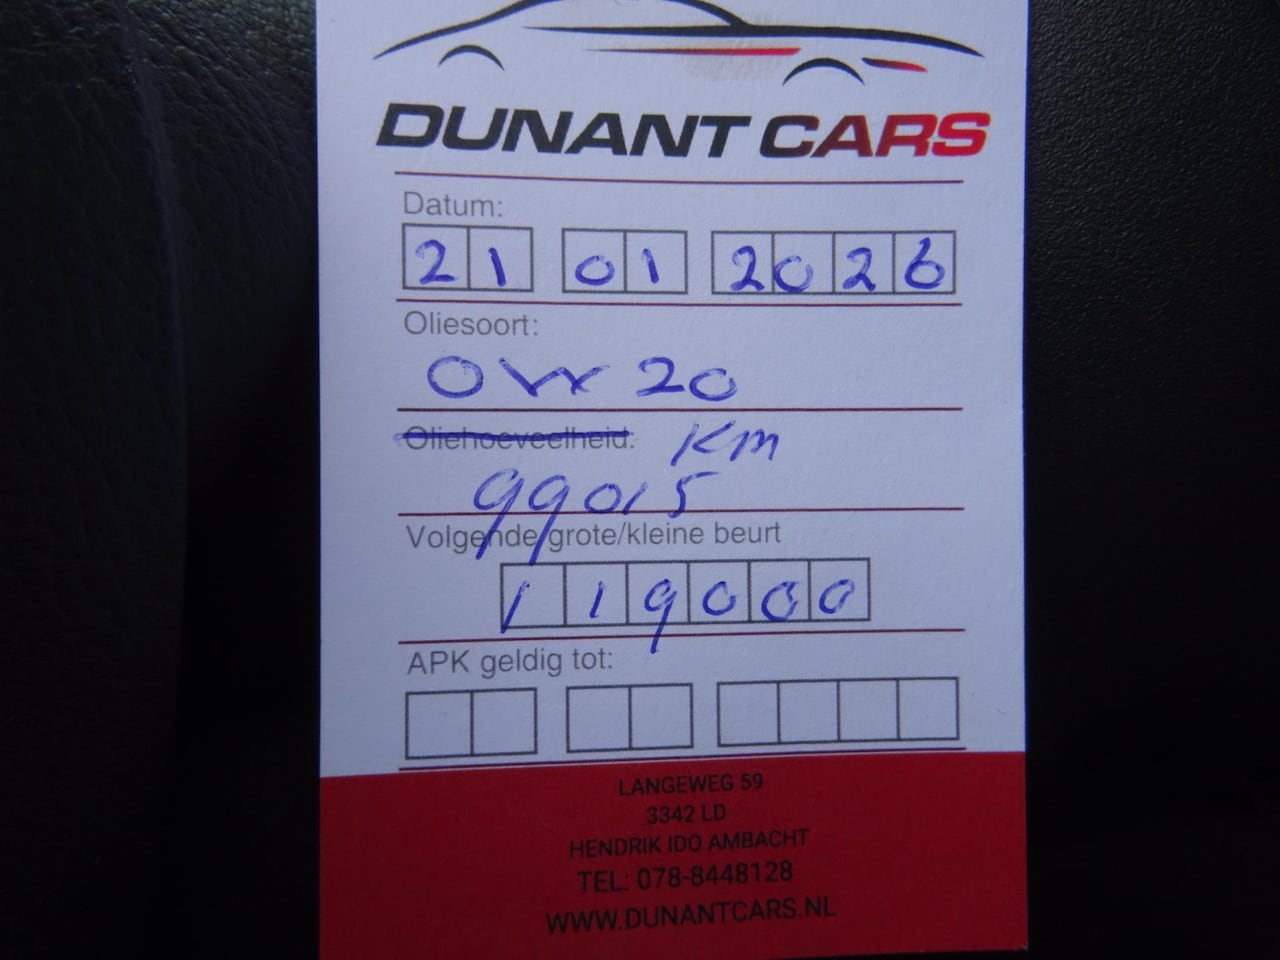 DUNANT CARS
Datum:
21 01 2026
Oliesoort:
0W20
Oliehoeveelheid: Km
99015
Volgende grote/kleine beurt
119000
APK geldig tot:
LANGEWEG 59
3342 LD
HENDRIK IDO AMBACHT
TEL: 078-8448128
WWW.DUNANTCARS.NL